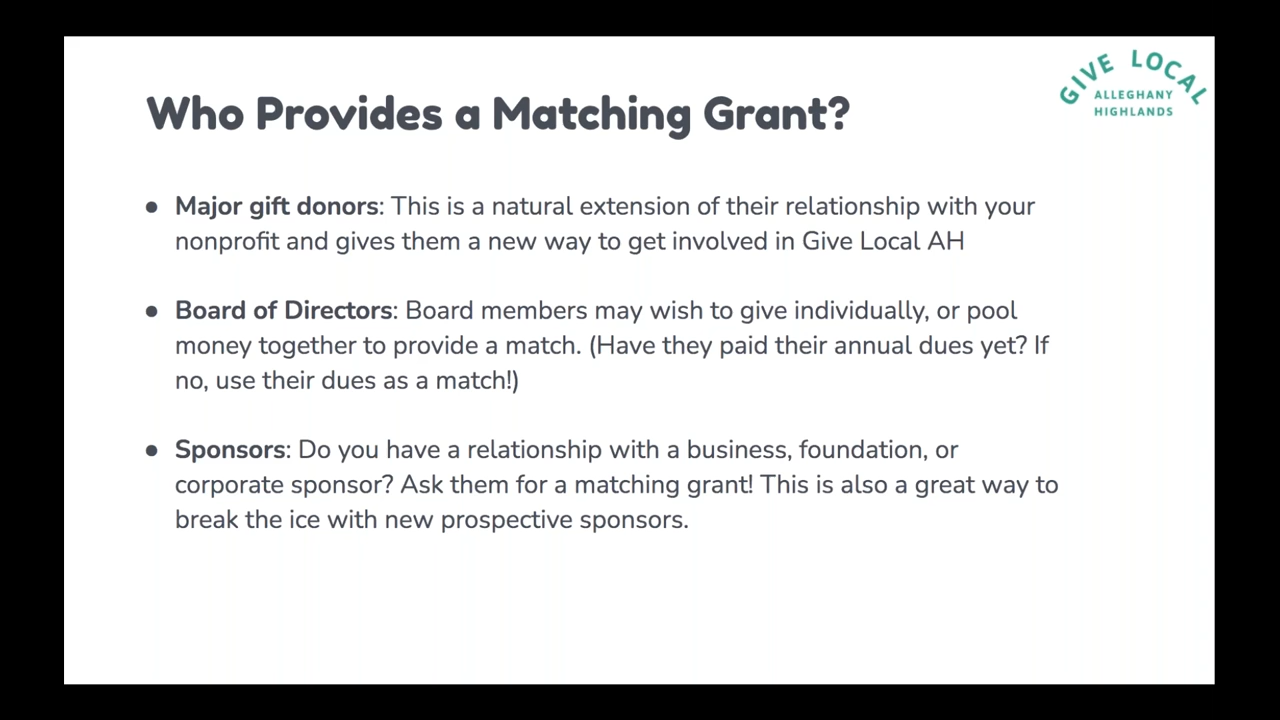 GIVE LOCAL
ALLEGHANY
HIGHLANDS
Who Provides a Matching Grant?
● Major gift donors: This is a natural extension of their relationship with your
nonprofit and gives them a new way to get involved in Give Local AH
● Board of Directors: Board members may wish to give individually, or pool
money together to provide a match. (Have they paid their annual dues yet? If
no, use their dues as a match!)
● Sponsors: Do you have a relationship with a business, foundation, or
corporate sponsor? Ask them for a matching grant! This is also a great way to
break the ice with new prospective sponsors.